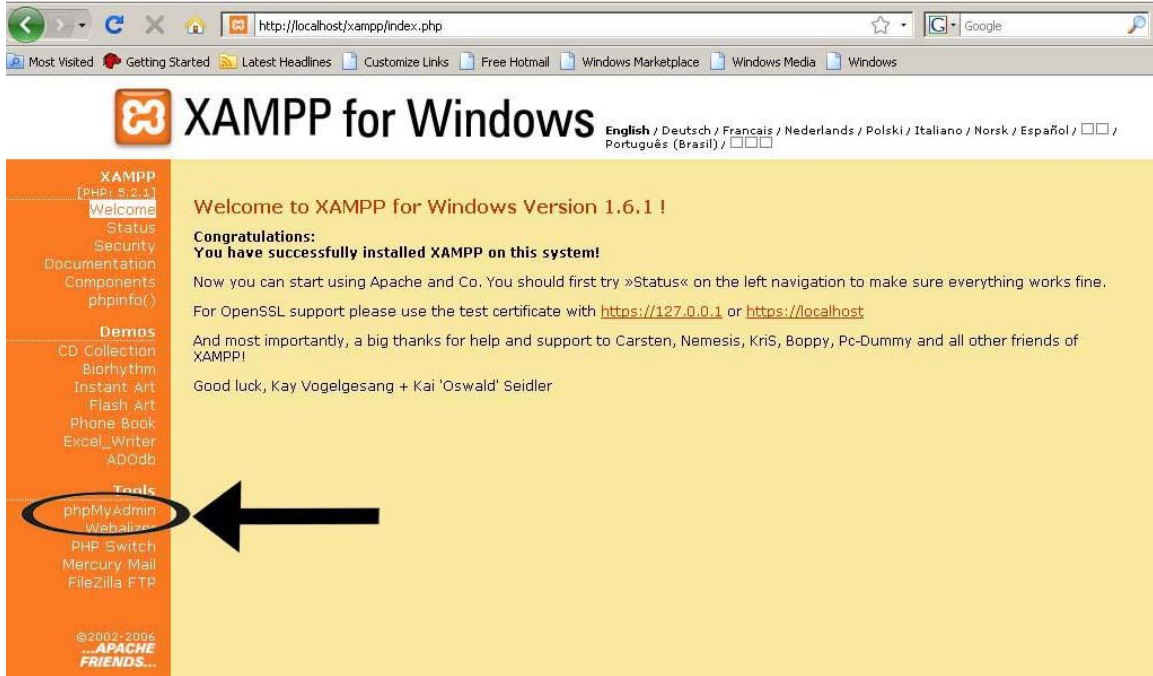 http://localhost/xampp/index.php
Google
Most Visited Getting Started Latest Headlines Customize Links Free Hotmail Windows Marketplace Windows Media Windows
XAMPP for Windows
English / Deutsch / Francais / Nederlands / Polski / Italiano / Norsk / Español / □□ /
Português (Brasil) / □□□
XAMPP
[PHP: 5.2.1]
Welcome
Status
Security
Documentation
Components
phpinfo()
Demos
CD Collection
Biorhythm
Instant Art
Flash Art
Phone Book
Excel_Writer
ADOdb
Tools
phpMyAdmin
Webalizer
PHP Switch
Mercury Mail
FileZilla FTP
©2002-2006
...APACHE
FRIENDS...
Welcome to XAMPP for Windows Version 1.6.1 !
Congratulations:
You have successfully installed XAMPP on this system!
Now you can start using Apache and Co. You should first try »Status« on the left navigation to make sure everything works fine.
For OpenSSL support please use the test certificate with https://127.0.0.1 or https://localhost
And most importantly, a big thanks for help and support to Carsten, Nemesis, KriS, Boppy, Pc-Dummy and all other friends of
XAMPP!
Good luck, Kay Vogelgesang + Kai 'Oswald' Seidler